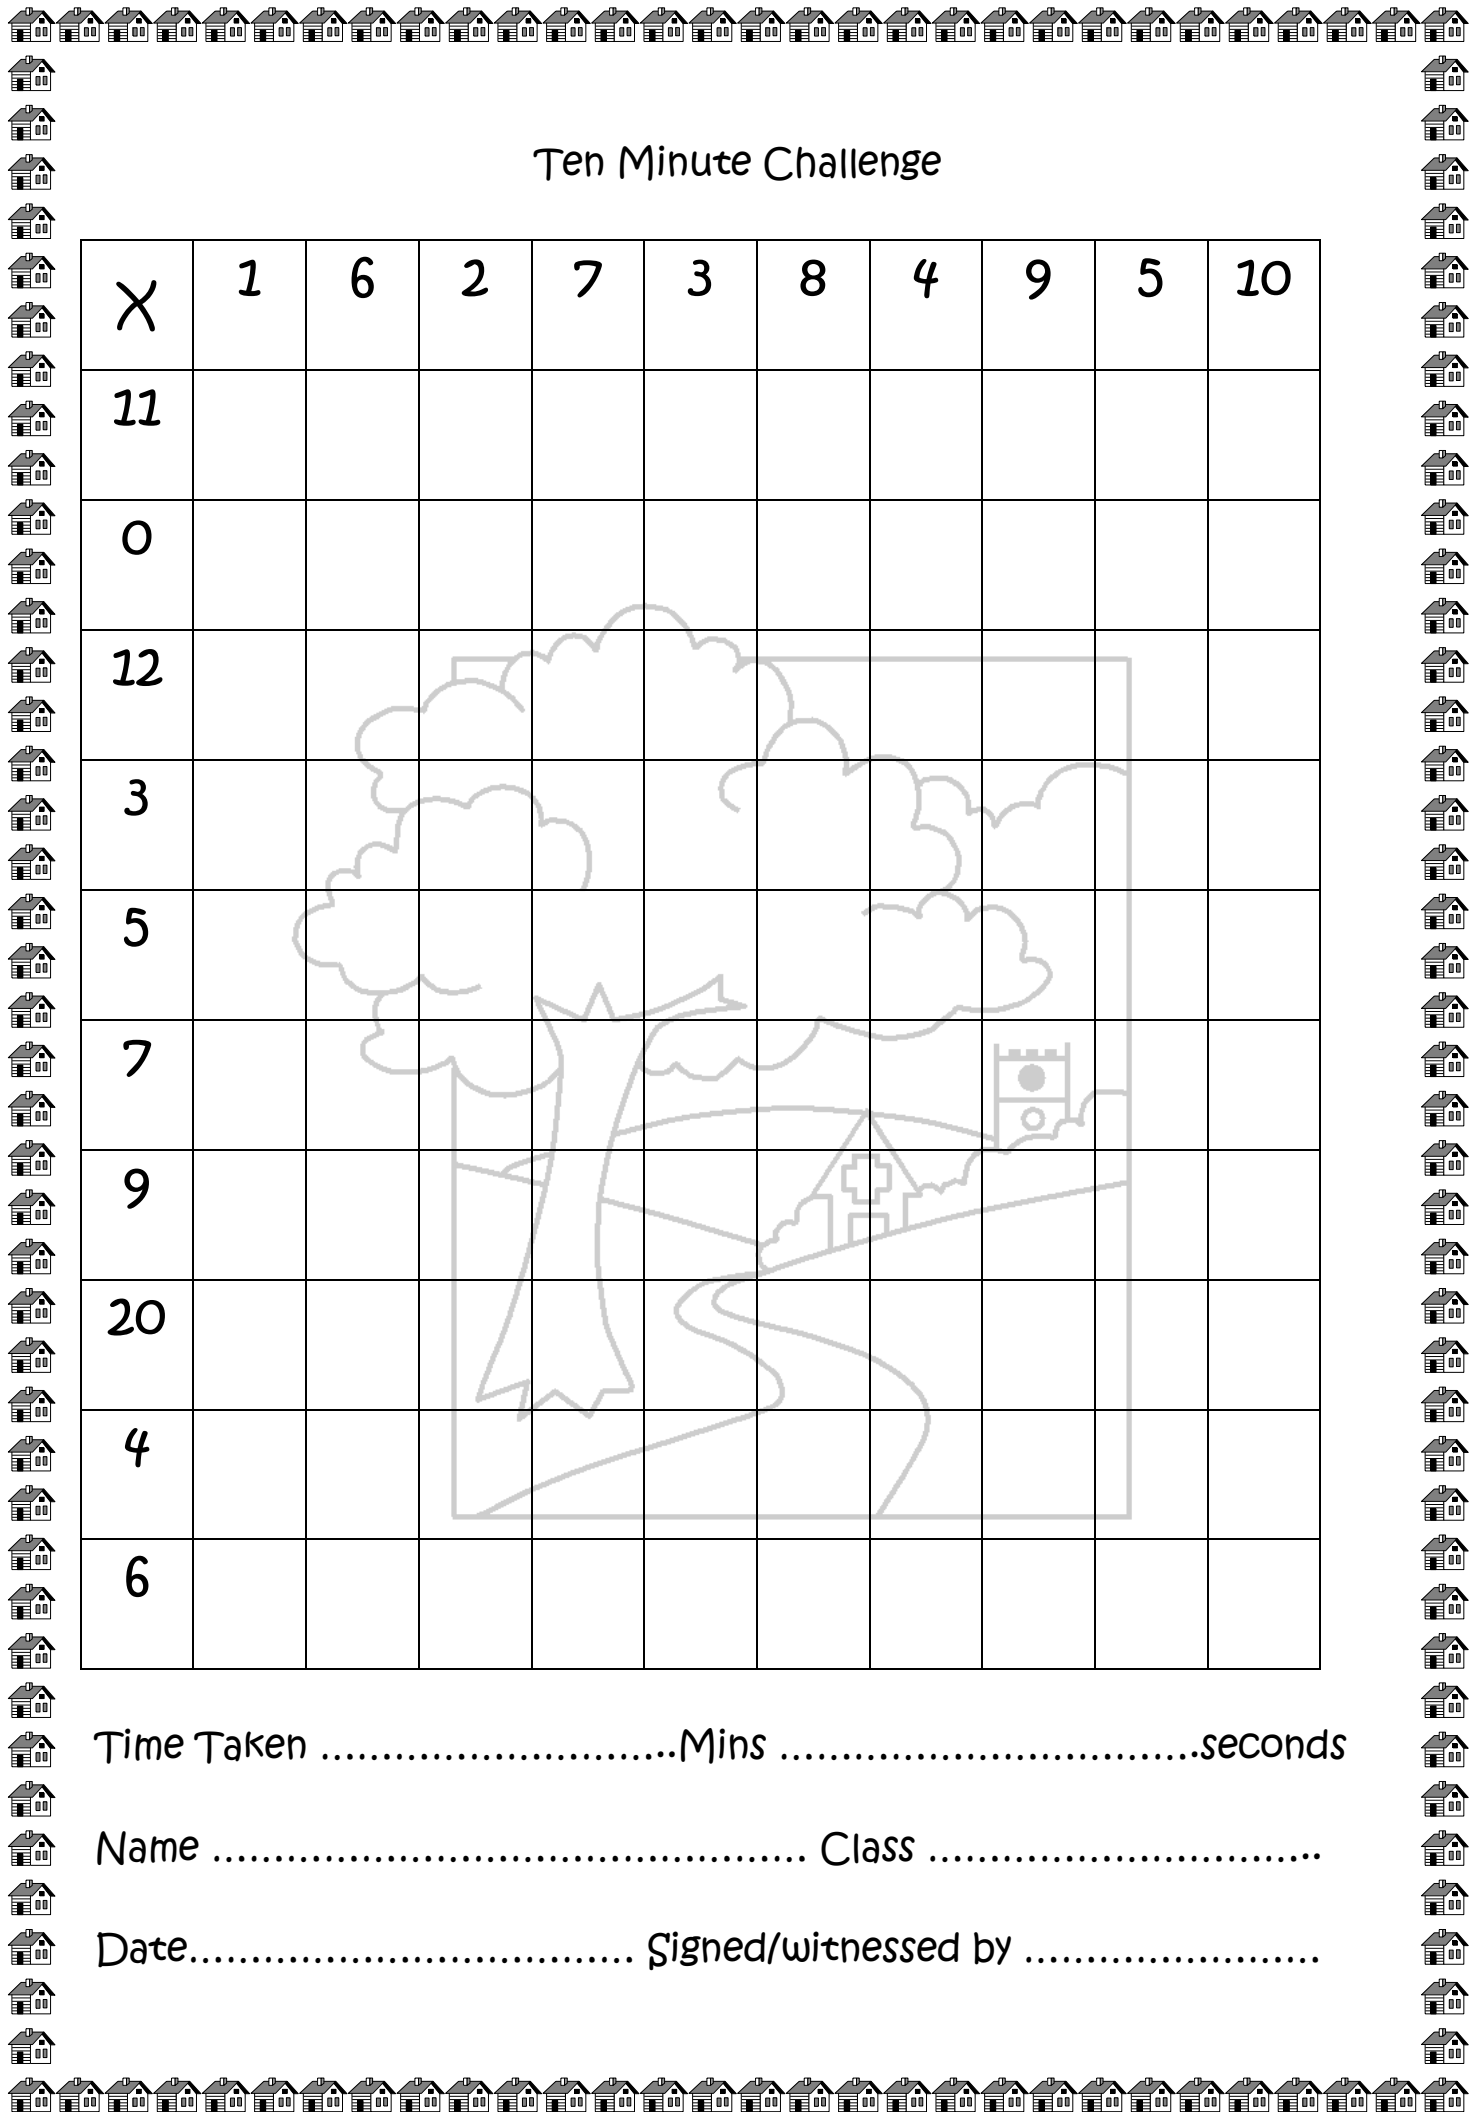 Ten Minute Challenge
X 1 6 2 7 3 8 4 9 5 10
11
0
12
3
5
7
9
20
4
6
Time Taken ………………………..Mins …………………………….seconds
Name ………………………………………… Class …………………………..
Date……………………………… Signed/witnessed by ……………………